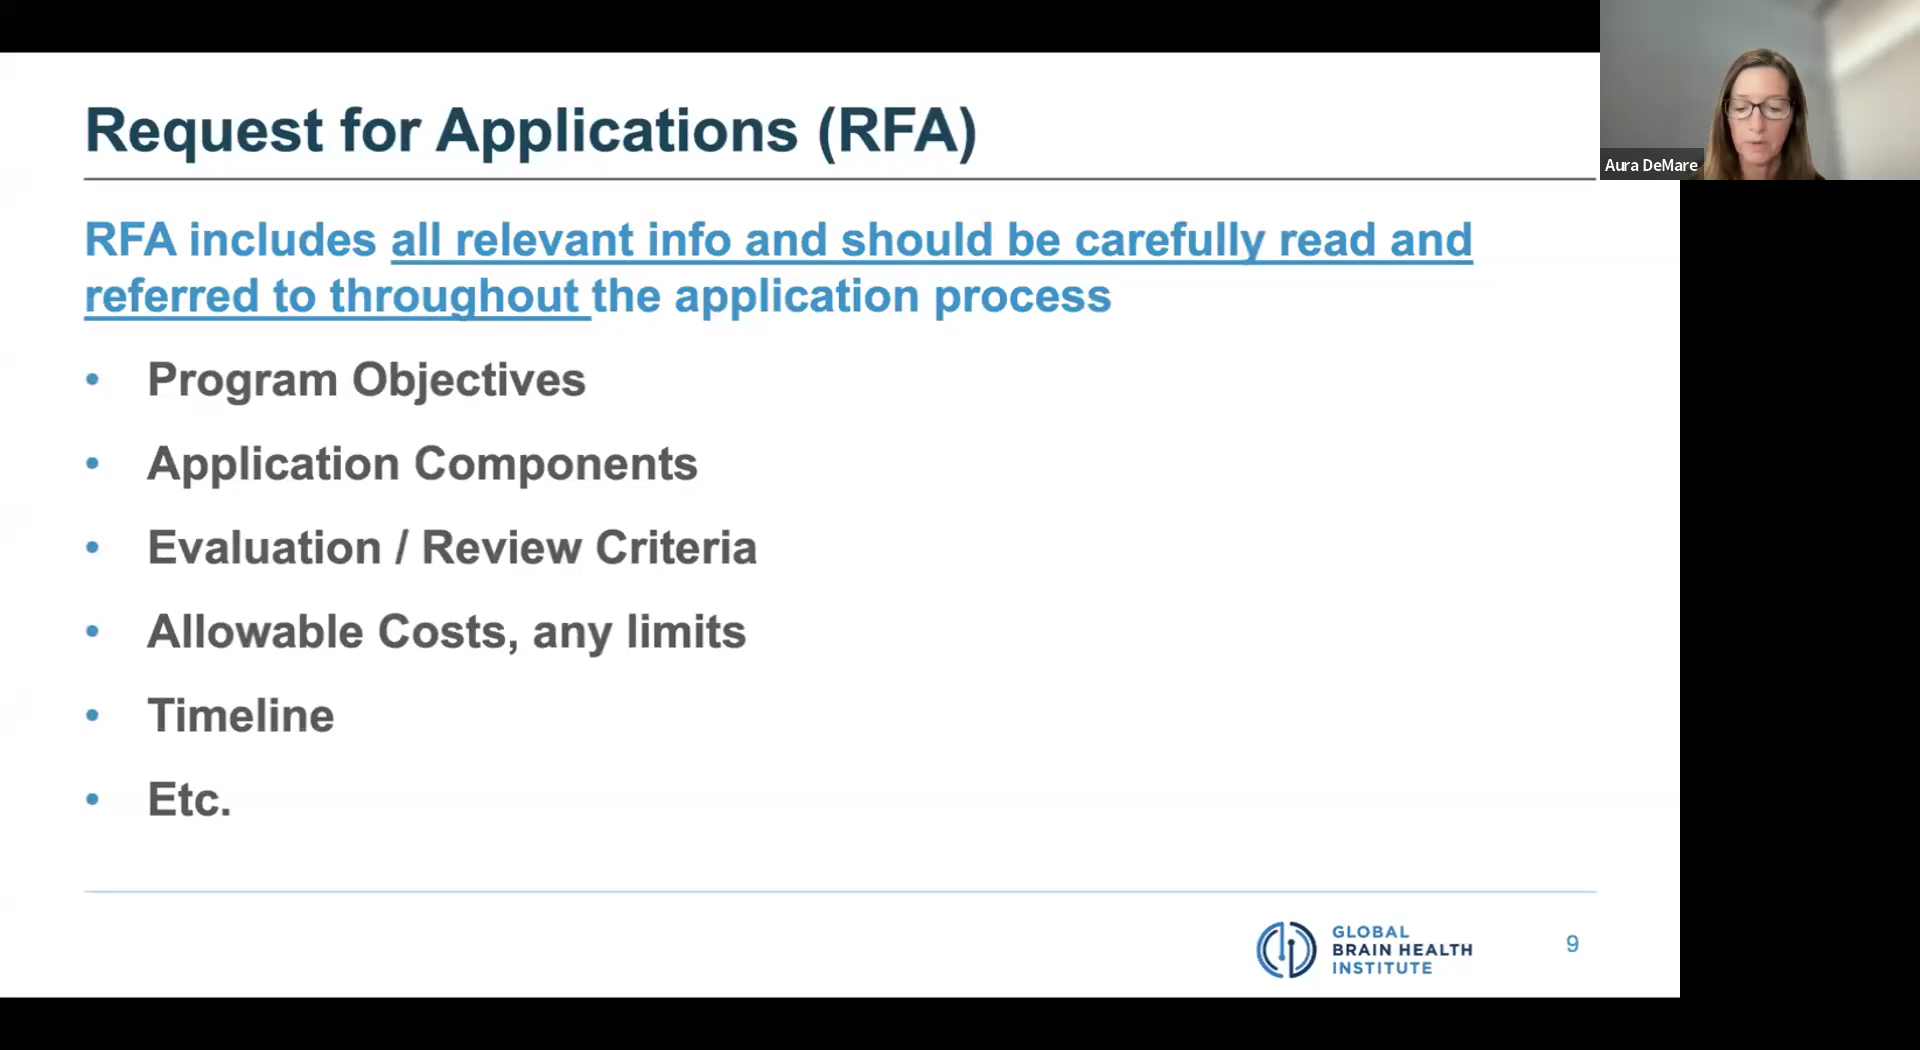 Request for Applications (RFA)
Aura DeMare
RFA includes all relevant info and should be carefully read and
referred to throughout the application process
• Program Objectives
• Application Components
• Evaluation / Review Criteria
• Allowable Costs, any limits
• Timeline
• Etc.
GLOBAL
BRAIN HEALTH
INSTITUTE
9